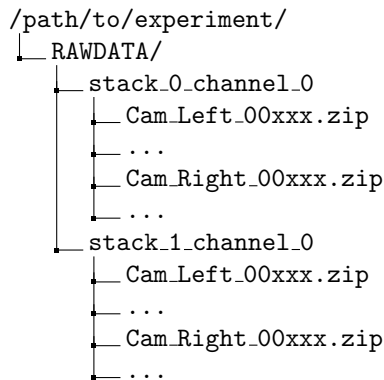 /path/to/experiment/
RAWDATA/
stack_0_channel_0
Cam_Left_00xxx.zip
...
Cam_Right_00xxx.zip
...
stack_1_channel_0
Cam_Left_00xxx.zip
...
Cam_Right_00xxx.zip
...